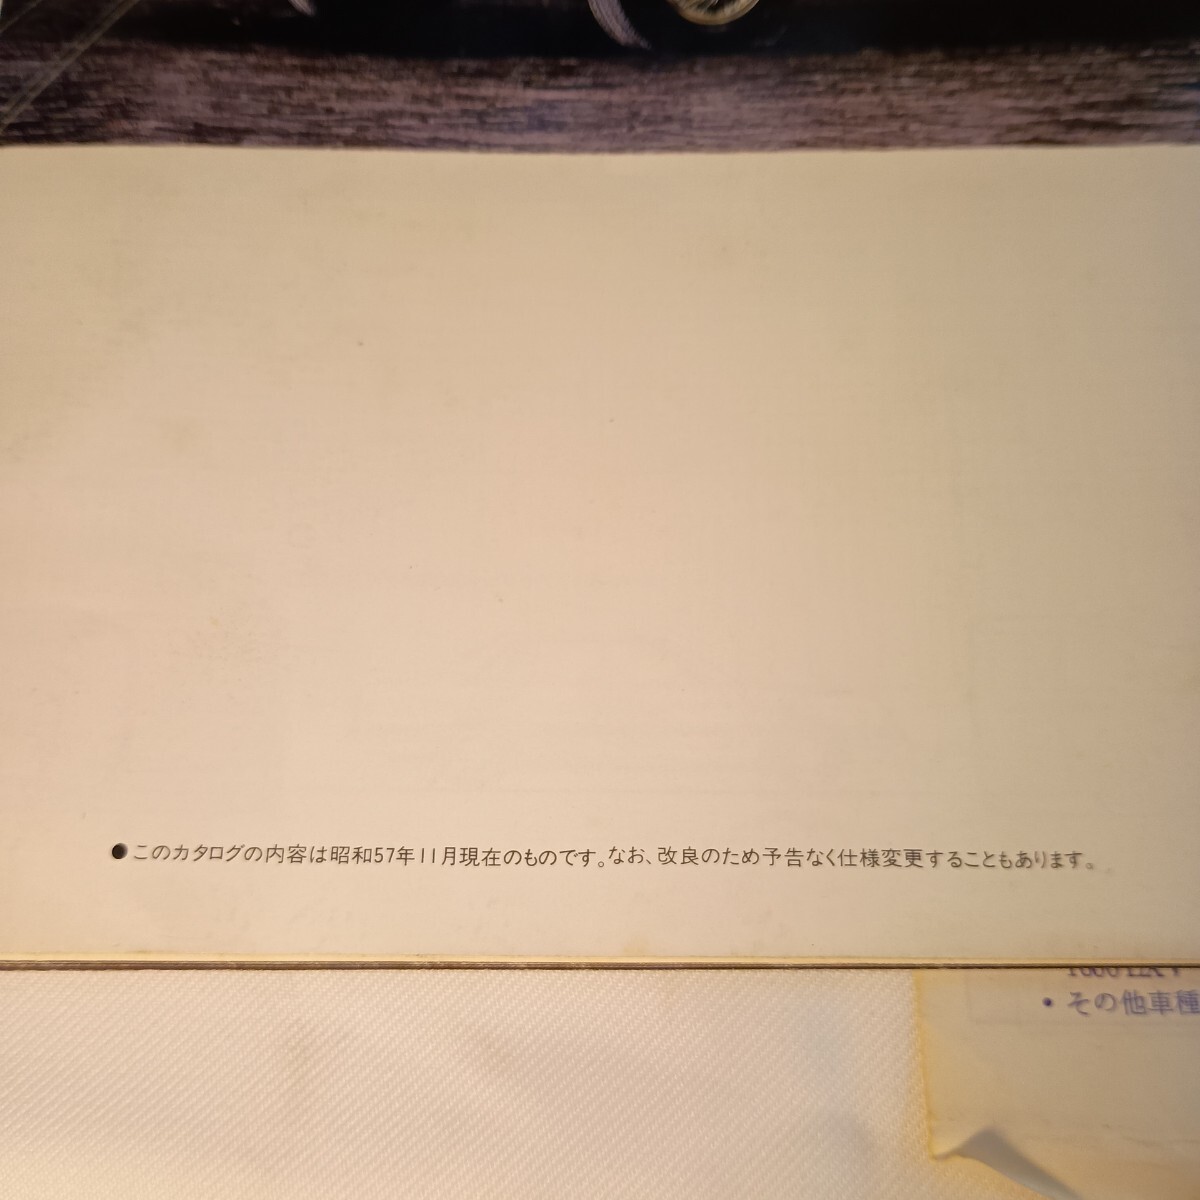 ●このカタログの内容は昭和57年11月現在のものです。なお、改良のため予告なく仕様変更することもあります。
• その他車種